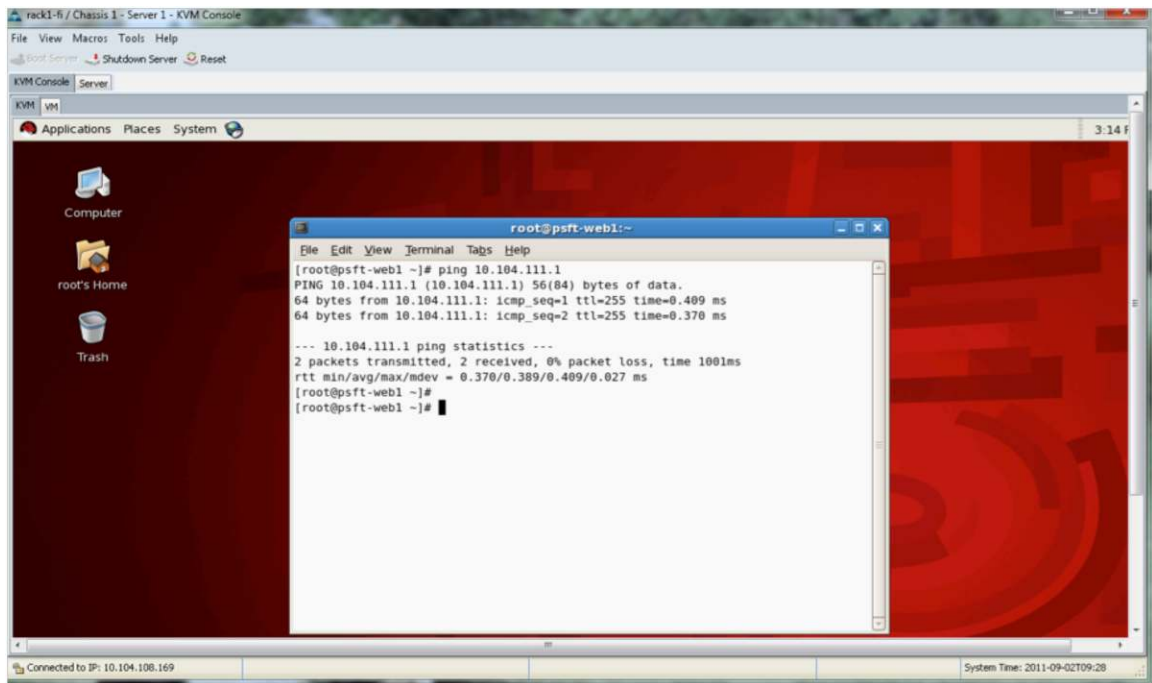 rack1-fi / Chassis 1 - Server 1 - KVM Console
File View Macros Tools Help
Boot Server Shutdown Server Reset
KVM Console Server
KVM VM
Applications Places System 3:14
Computer
root's Home
Trash
root@psft-web1:~
File Edit View Terminal Tabs Help
[root@psft-web1 ~]# ping 10.104.111.1
PING 10.104.111.1 (10.104.111.1) 56(84) bytes of data.
64 bytes from 10.104.111.1: icmp_seq=1 ttl=255 time=0.409 ms
64 bytes from 10.104.111.1: icmp_seq=2 ttl=255 time=0.370 ms
--- 10.104.111.1 ping statistics ---
2 packets transmitted, 2 received, 0% packet loss, time 1001ms
rtt min/avg/max/mdev = 0.370/0.389/0.409/0.027 ms
[root@psft-web1 ~]#
[root@psft-web1 ~]#
Connected to IP: 10.104.108.169 System Time: 2011-09-02T09:28